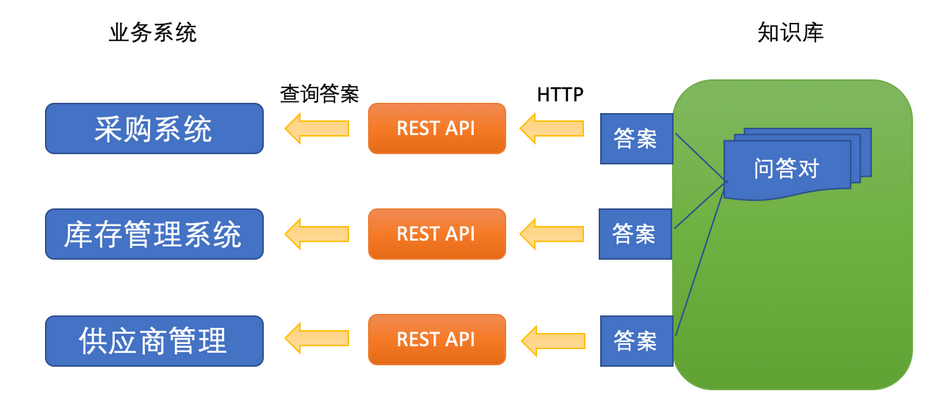 业务系统
知识库
查询答案
HTTP
采购系统
REST API
答案
问答对
库存管理系统
REST API
答案
供应商管理
REST API
答案